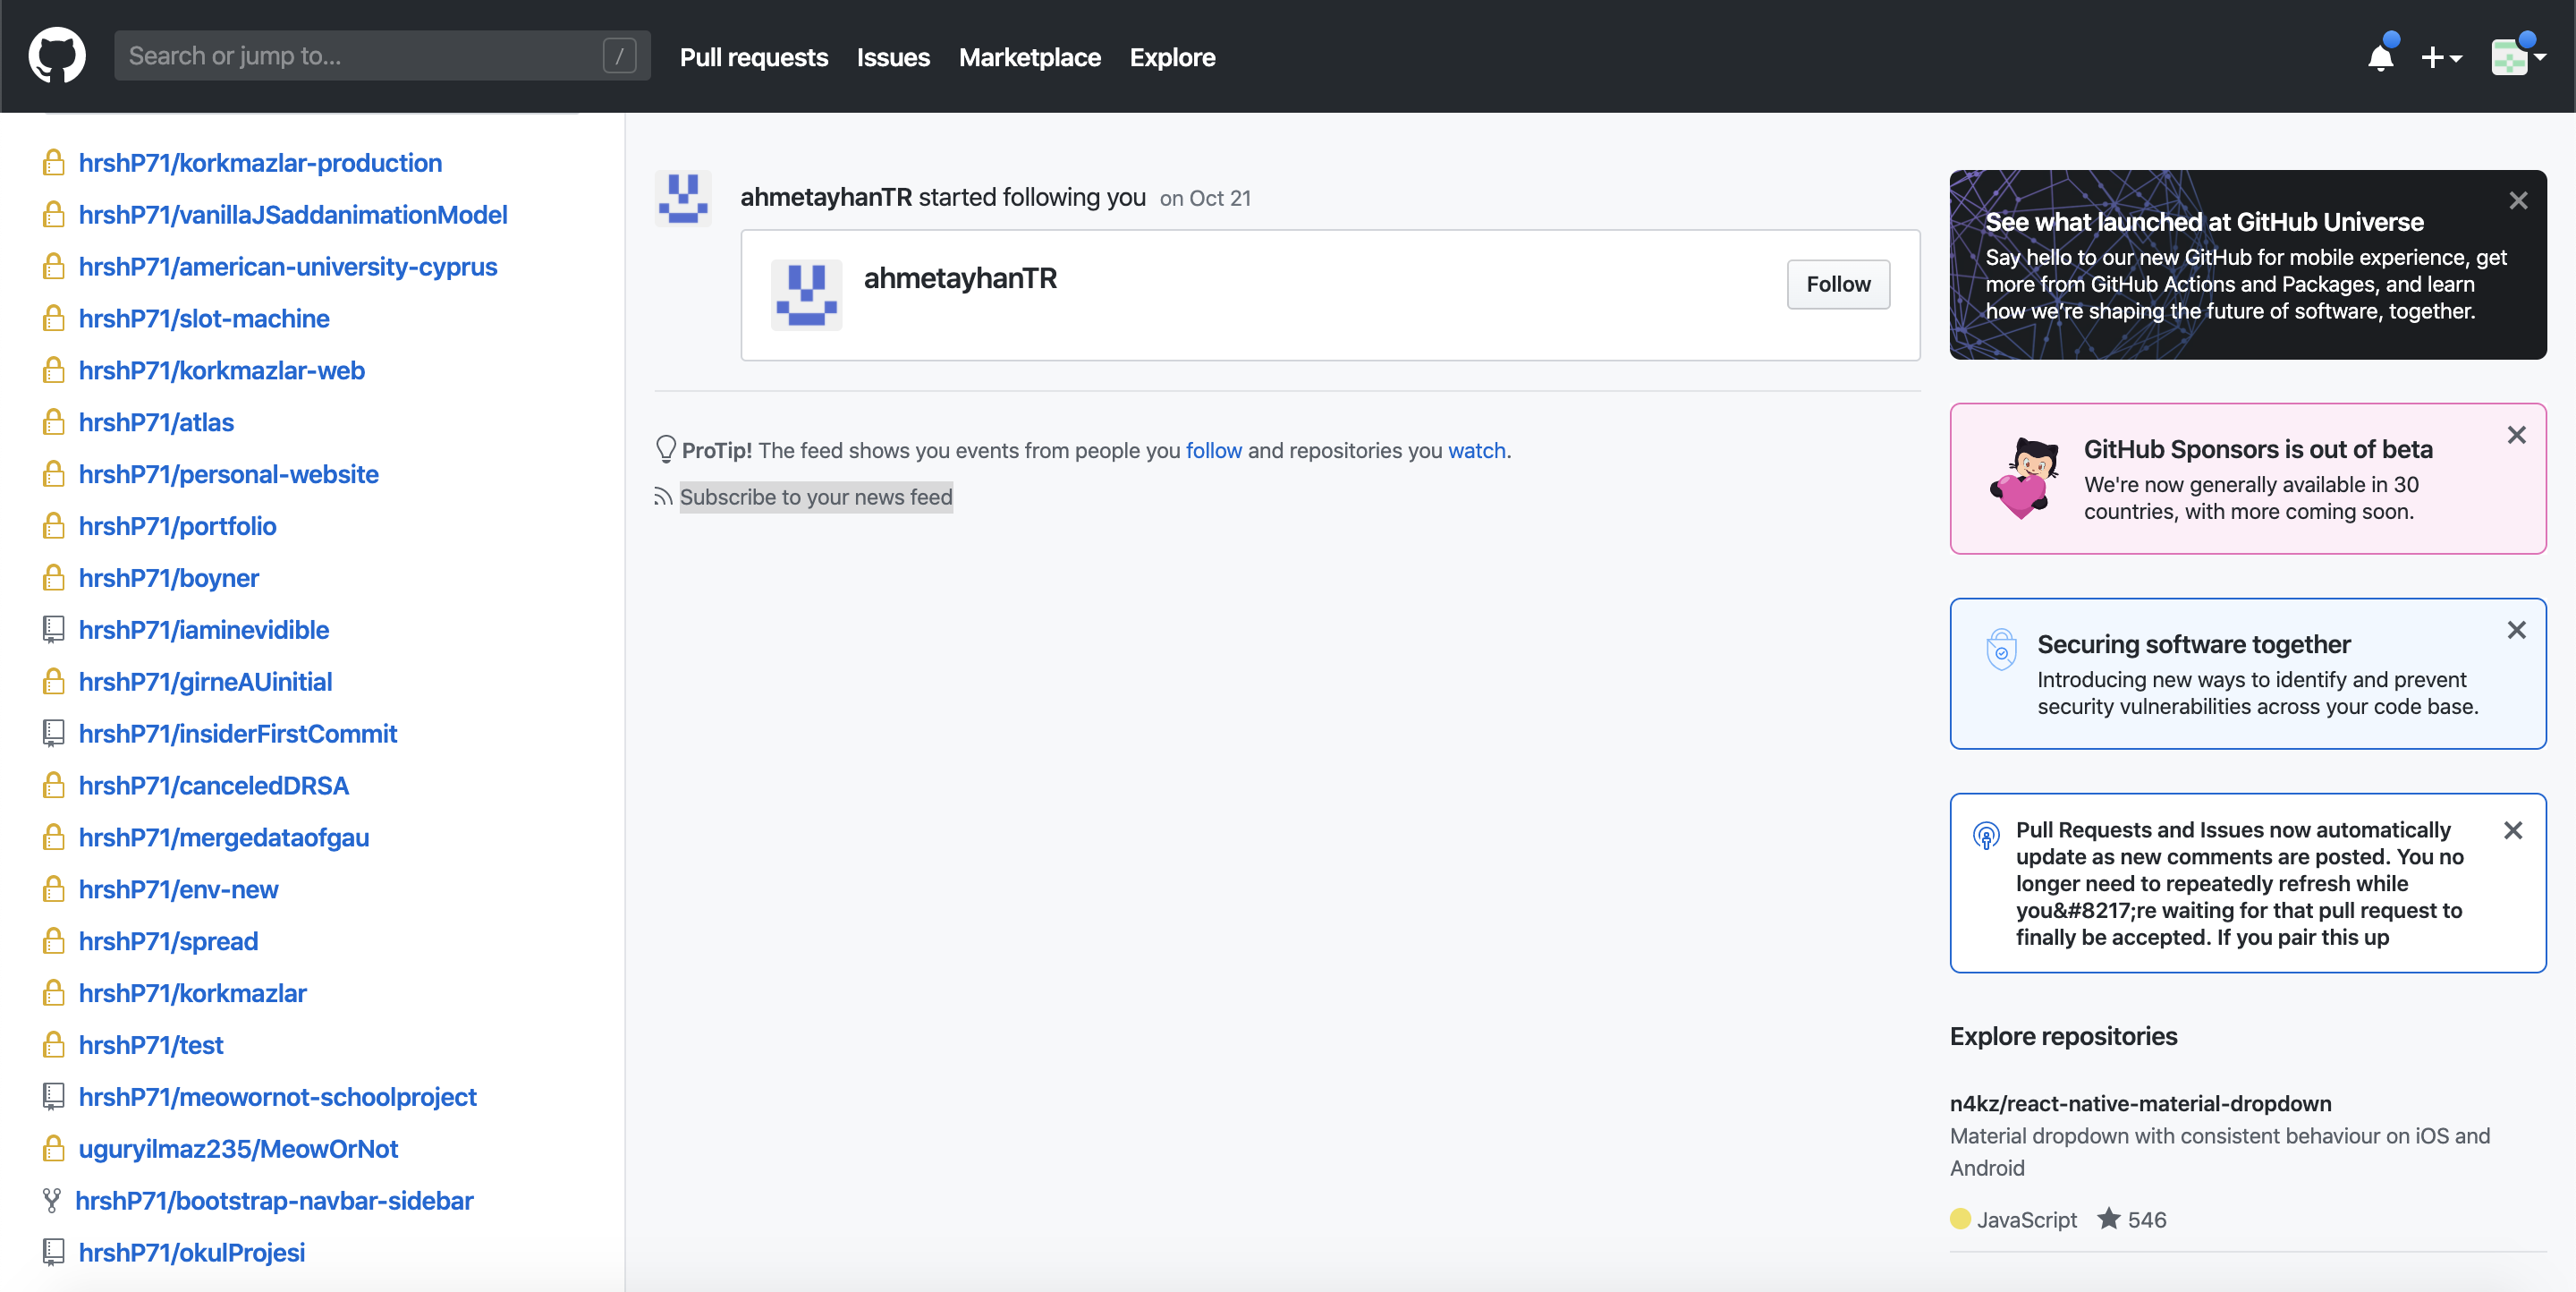 Search or jump to...
/
Pull requests
Issues
Marketplace
Explore
hrshP71/korkmazlar-production
hrshP71/vanillaJSaddanimationModel
hrshP71/american-university-cyprus
hrshP71/slot-machine
hrshP71/korkmazlar-web
hrshP71/atlas
hrshP71/personal-website
hrshP71/portfolio
hrshP71/boyner
hrshP71/iaminevidible
hrshP71/girneAUinitial
hrshP71/insiderFirstCommit
hrshP71/canceledDRSA
hrshP71/mergedataofgau
hrshP71/env-new
hrshP71/spread
hrshP71/korkmazlar
hrshP71/test
hrshP71/meowornot-schoolproject
uguryilmaz235/MeowOrNot
hrshP71/bootstrap-navbar-sidebar
hrshP71/okulProjesi
ahmetayhanTR started following you on Oct 21
ahmetayhanTR
Follow
ProTip! The feed shows you events from people you follow and repositories you watch.
Subscribe to your news feed
See what launched at GitHub Universe
Say hello to our new GitHub for mobile experience, get
more from GitHub Actions and Packages, and learn
how we’re shaping the future of software, together.
GitHub Sponsors is out of beta
We're now generally available in 30
countries, with more coming soon.
Securing software together
Introducing new ways to identify and prevent
security vulnerabilities across your code base.
Pull Requests and Issues now automatically
update as new comments are posted. You no
longer need to repeatedly refresh while
you&#8217;re waiting for that pull request to
finally be accepted. If you pair this up
Explore repositories
n4kz/react-native-material-dropdown
Material dropdown with consistent behaviour on iOS and
Android
JavaScript 546